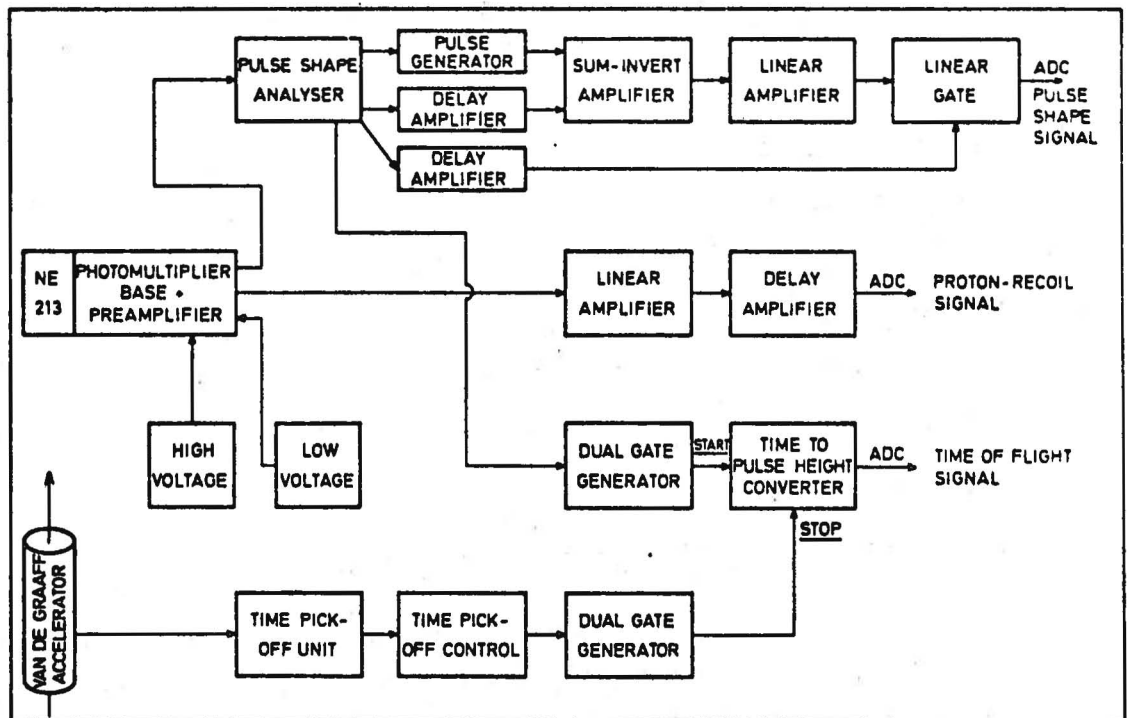 PULSE SHAPE
ANALYSER
PULSE
GENERATOR
DELAY
AMPLIFIER
DELAY
AMPLIFIER
SUM-INVERT
AMPLIFIER
LINEAR
AMPLIFIER
LINEAR
GATE
ADC
PULSE
SHAPE
SIGNAL
NE
213
PHOTOMULTIPLIER
BASE +
PREAMPLIFIER
LINEAR
AMPLIFIER
DELAY
AMPLIFIER
ADC
PROTON-RECOIL
SIGNAL
HIGH
VOLTAGE
LOW
VOLTAGE
DUAL GATE
GENERATOR
START
TIME TO
PULSE HEIGHT
CONVERTER
ADC
TIME OF FLIGHT
SIGNAL
STOP
VAN DE GRAAFF
ACCELERATOR
TIME PICK-
OFF UNIT
TIME PICK-
OFF CONTROL
DUAL GATE
GENERATOR